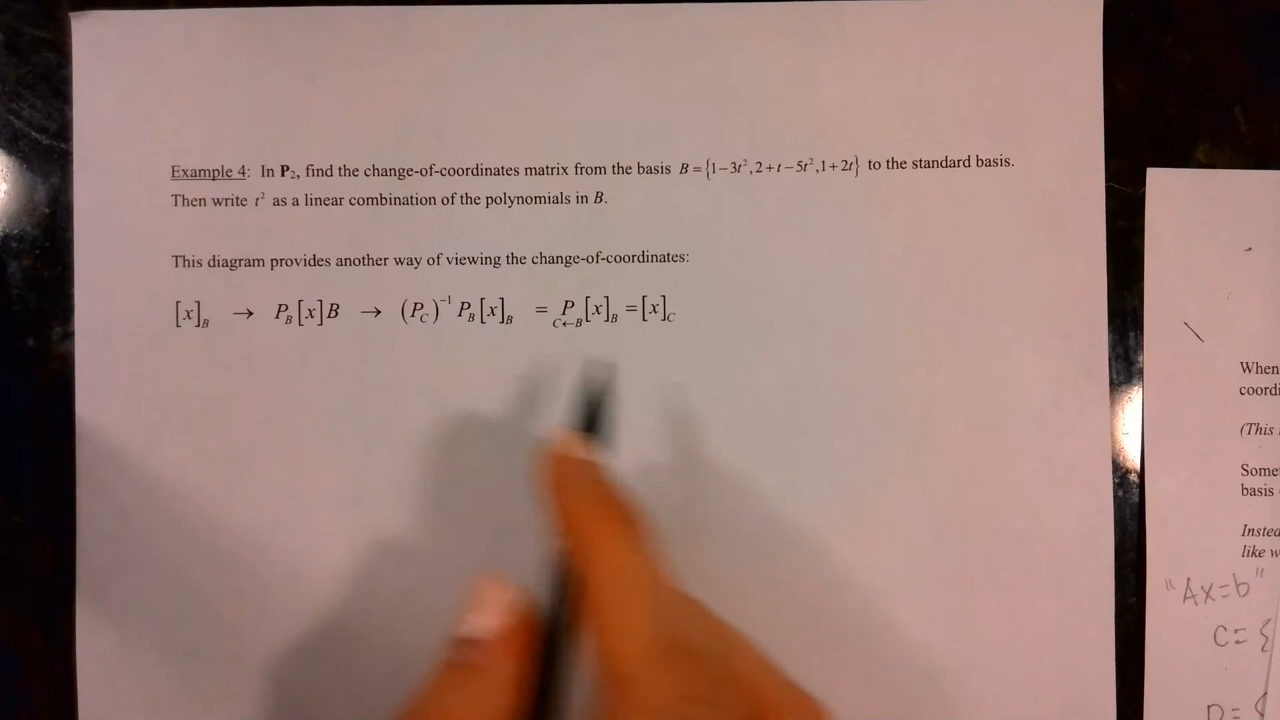 Example 4: In P₂, find the change-of-coordinates matrix from the basis B = {1−3t², 2+t−5t², 1+2t} to the standard basis.
Then write t² as a linear combination of the polynomials in B.
This diagram provides another way of viewing the change-of-coordinates:
[x]_B → P_B[x]B → (P_C)⁻¹ P_B[x]_B = P_{C←B}[x]_B = [x]_C
When
coordi
(This
Some
basis
Instea
like w
"Ax=b"
C= {